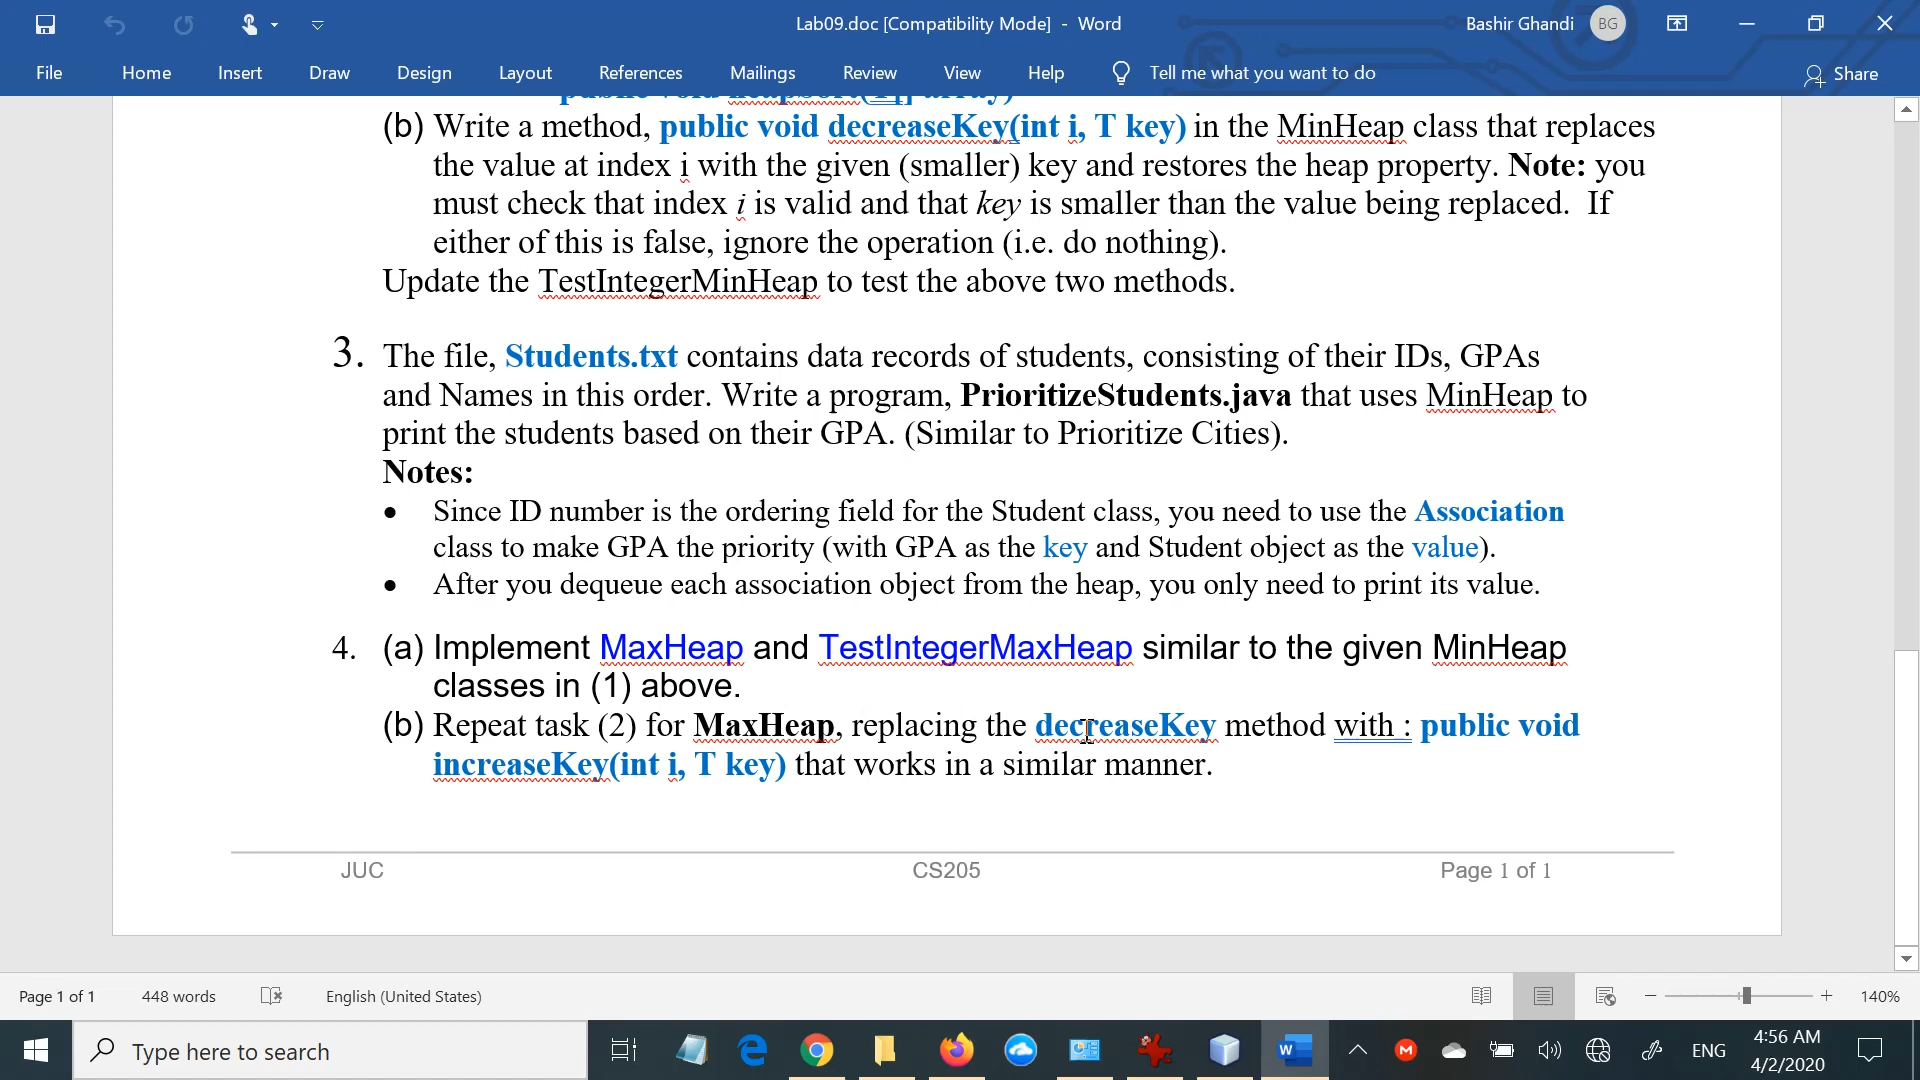 Lab09.doc [Compatibility Mode] - Word
Bashir Ghandi
BG
File Home Insert Draw Design Layout References Mailings Review View Help Tell me what you want to do Share
public void heapSort(T[] array)
(b) Write a method, public void decreaseKey(int i, T key) in the MinHeap class that replaces
the value at index i with the given (smaller) key and restores the heap property. Note: you
must check that index i is valid and that key is smaller than the value being replaced. If
either of this is false, ignore the operation (i.e. do nothing).
Update the TestIntegerMinHeap to test the above two methods.
3. The file, Students.txt contains data records of students, consisting of their IDs, GPAs
and Names in this order. Write a program, PrioritizeStudents.java that uses MinHeap to
print the students based on their GPA. (Similar to Prioritize Cities).
Notes:
• Since ID number is the ordering field for the Student class, you need to use the Association
class to make GPA the priority (with GPA as the key and Student object as the value).
• After you dequeue each association object from the heap, you only need to print its value.
4. (a) Implement MaxHeap and TestIntegerMaxHeap similar to the given MinHeap
classes in (1) above.
(b) Repeat task (2) for MaxHeap, replacing the decreaseKey method with : public void
increaseKey(int i, T key) that works in a similar manner.
JUC CS205 Page 1 of 1
Page 1 of 1 448 words English (United States) 140%
Type here to search
W
M
ENG
4:56 AM
4/2/2020